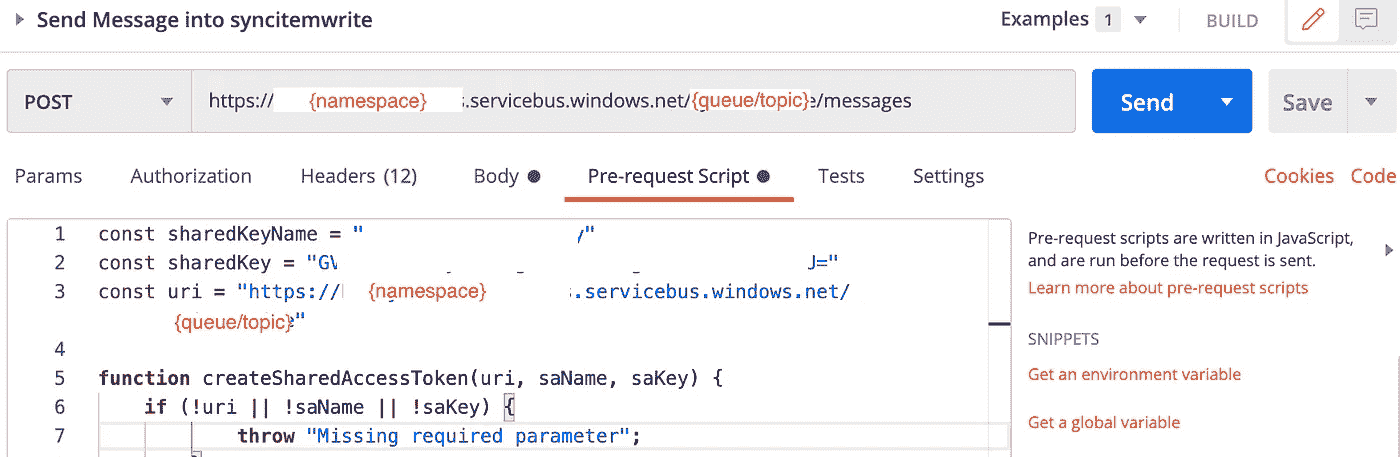 Send Message into syncitemwrite
Examples 1 BUILD
POST https:// {namespace} s.servicebus.windows.net/{queue/topic}e/messages Send Save
Params Authorization Headers (12) Body Pre-request Script Tests Settings Cookies Code
1 const sharedKeyName = " /"
2 const sharedKey = "GV J="
3 const uri = "https:// {namespace} s.servicebus.windows.net/
{queue/topic}e"
4
5 function createSharedAccessToken(uri, saName, saKey) {
6 if (!uri || !saName || !saKey) {
7 throw "Missing required parameter";
Pre-request scripts are written in JavaScript,
and are run before the request is sent.
Learn more about pre-request scripts
SNIPPETS
Get an environment variable
Get a global variable